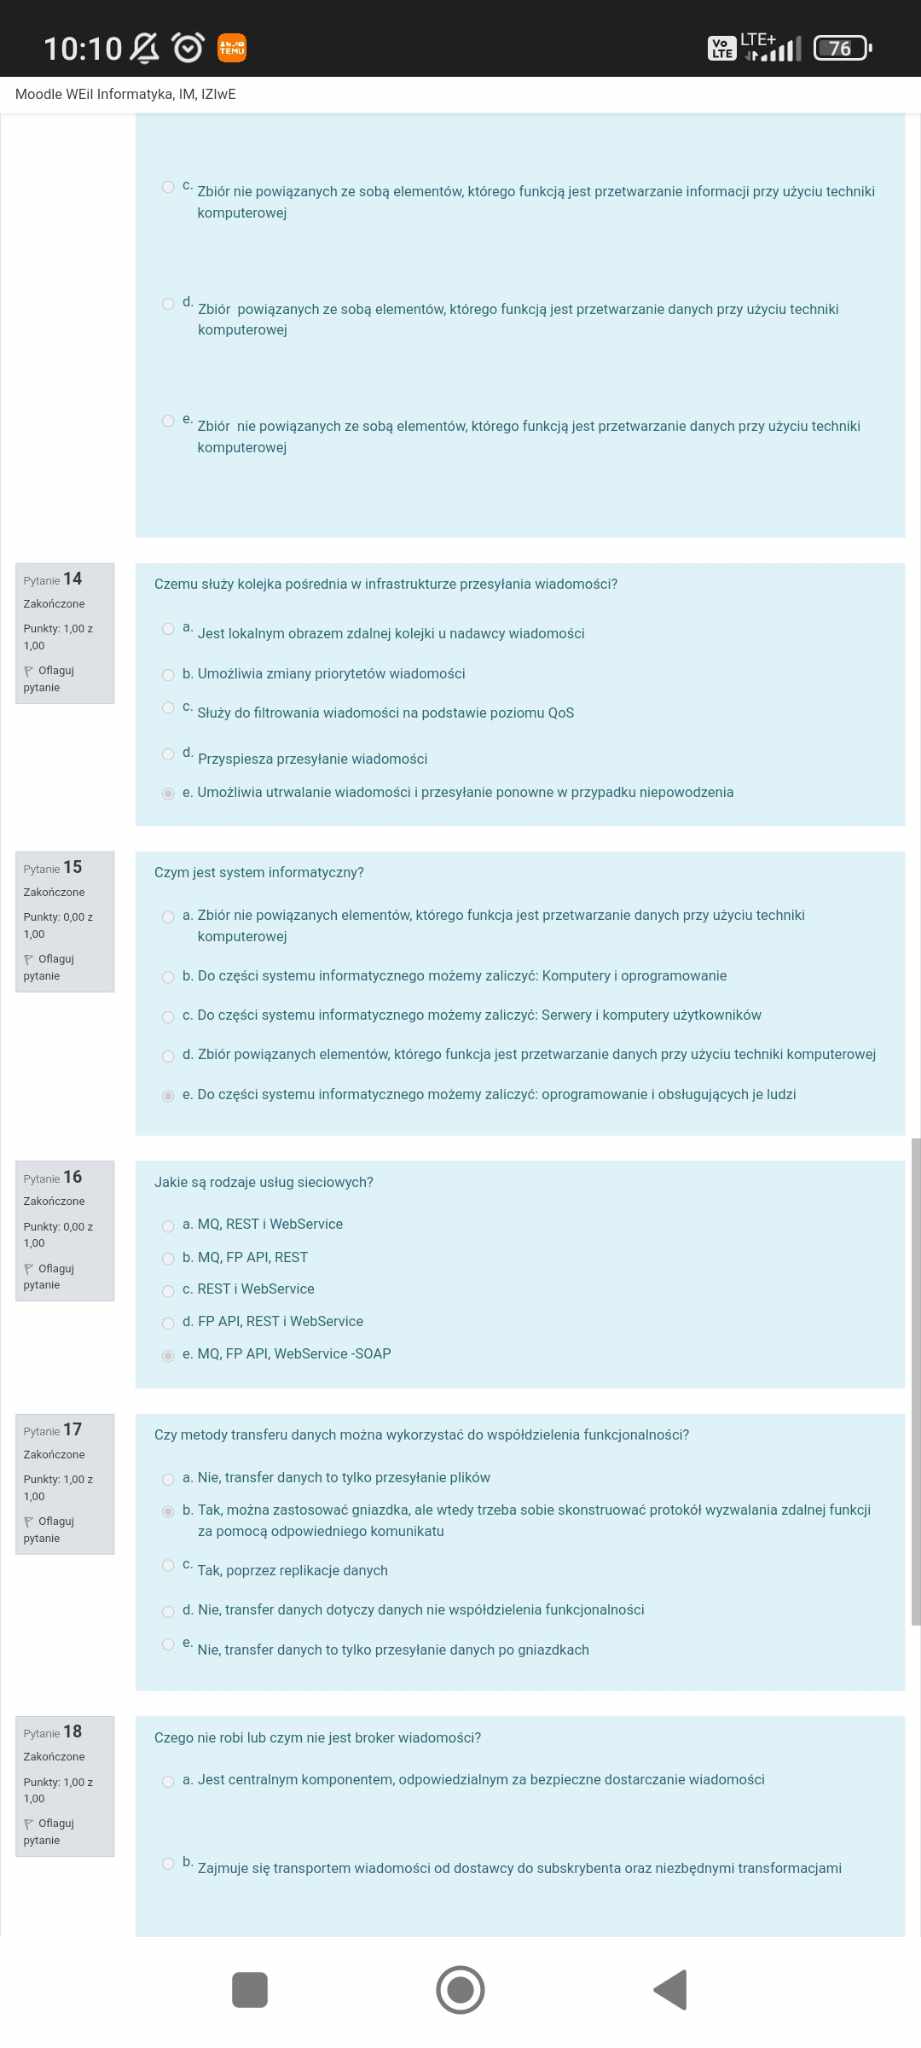 10:10
TEMU
Vo LTE
LTE+
76
Moodle WEiI Informatyka, IM, IZIwE
c. Zbiór nie powiązanych ze sobą elementów, którego funkcją jest przetwarzanie informacji przy użyciu techniki
komputerowej
d. Zbiór  powiązanych ze sobą elementów, którego funkcją jest przetwarzanie danych przy użyciu techniki
komputerowej
e. Zbiór  nie powiązanych ze sobą elementów, którego funkcją jest przetwarzanie danych przy użyciu techniki
komputerowej
Pytanie 14
Zakończone
Punkty: 1,00 z
1,00
Oflaguj
pytanie
Czemu służy kolejka pośrednia w infrastrukturze przesyłania wiadomości?
a. Jest lokalnym obrazem zdalnej kolejki u nadawcy wiadomości
b. Umożliwia zmiany priorytetów wiadomości
c. Służy do filtrowania wiadomości na podstawie poziomu QoS
d. Przyspiesza przesyłanie wiadomości
e. Umożliwia utrwalanie wiadomości i przesyłanie ponowne w przypadku niepowodzenia
Pytanie 15
Zakończone
Punkty: 0,00 z
1,00
Oflaguj
pytanie
Czym jest system informatyczny?
a. Zbiór nie powiązanych elementów, którego funkcja jest przetwarzanie danych przy użyciu techniki
komputerowej
b. Do części systemu informatycznego możemy zaliczyć: Komputery i oprogramowanie
c. Do części systemu informatycznego możemy zaliczyć: Serwery i komputery użytkowników
d. Zbiór powiązanych elementów, którego funkcja jest przetwarzanie danych przy użyciu techniki komputerowej
e. Do części systemu informatycznego możemy zaliczyć: oprogramowanie i obsługujących je ludzi
Pytanie 16
Zakończone
Punkty: 0,00 z
1,00
Oflaguj
pytanie
Jakie są rodzaje usług sieciowych?
a. MQ, REST i WebService
b. MQ, FP API, REST
c. REST i WebService
d. FP API, REST i WebService
e. MQ, FP API, WebService -SOAP
Pytanie 17
Zakończone
Punkty: 1,00 z
1,00
Oflaguj
pytanie
Czy metody transferu danych można wykorzystać do współdzielenia funkcjonalności?
a. Nie, transfer danych to tylko przesyłanie plików
b. Tak, można zastosować gniazdka, ale wtedy trzeba sobie skonstruować protokół wyzwalania zdalnej funkcji
za pomocą odpowiedniego komunikatu
c. Tak, poprzez replikacje danych
d. Nie, transfer danych dotyczy danych nie współdzielenia funkcjonalności
e. Nie, transfer danych to tylko przesyłanie danych po gniazdkach
Pytanie 18
Zakończone
Punkty: 1,00 z
1,00
Oflaguj
pytanie
Czego nie robi lub czym nie jest broker wiadomości?
a. Jest centralnym komponentem, odpowiedzialnym za bezpieczne dostarczanie wiadomości
b. Zajmuje się transportem wiadomości od dostawcy do subskrybenta oraz niezbędnymi transformacjami